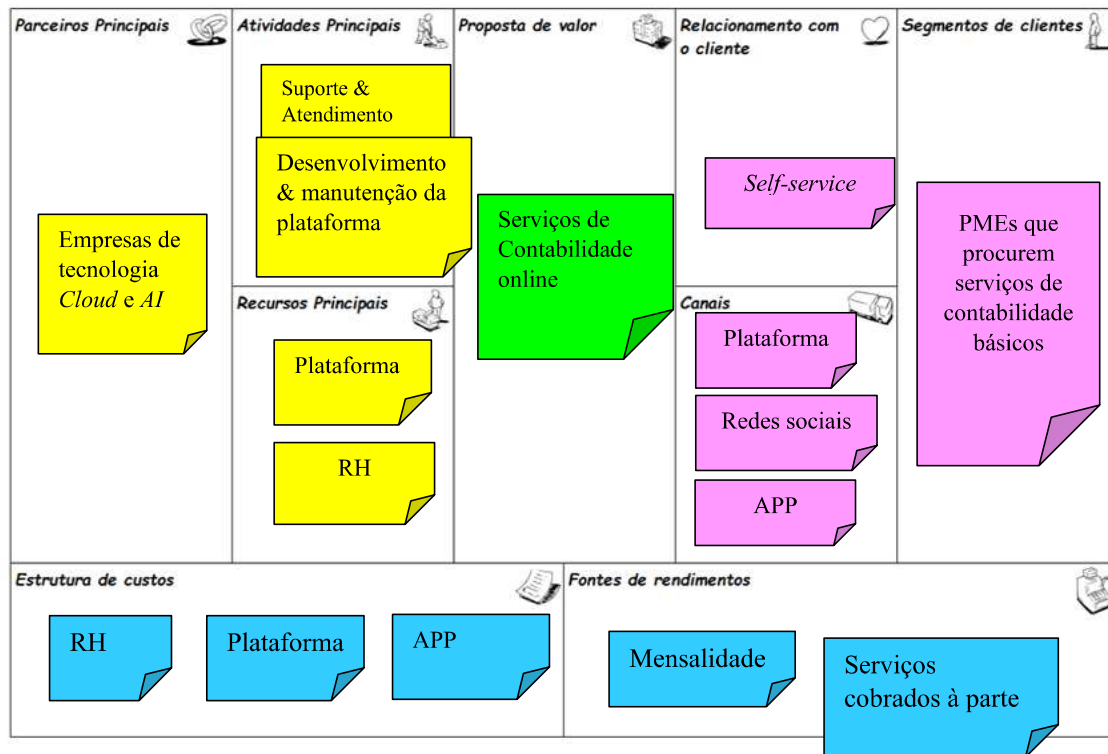 Parceiros Principais
Empresas de
tecnologia
Cloud e AI
Atividades Principais
Suporte &
Atendimento
Desenvolvimento
& manutenção da
plataforma
Recursos Principais
Plataforma
RH
Proposta de valor
Serviços de
Contabilidade
online
Relacionamento com
o cliente
Self-service
Canais
Plataforma
Redes sociais
APP
Segmentos de clientes
PMEs que
procurem
serviços de
contabilidade
básicos
Estrutura de custos
RH
Plataforma
APP
Fontes de rendimentos
Mensalidade
Serviços
cobrados à parte